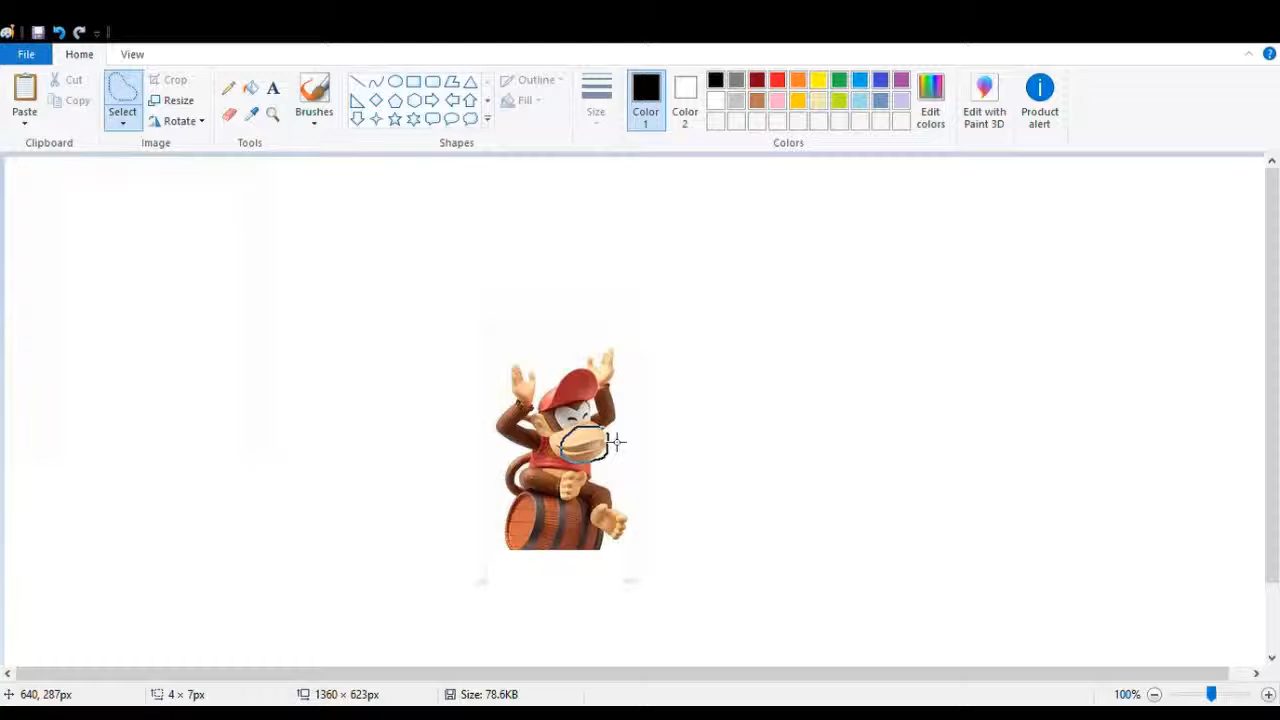 File Home View
Paste Cut Copy
Clipboard
Select Crop Resize Rotate
Image
Tools
Brushes
Outline Fill
Shapes
Size
Color 1
Color 2
Edit colors
Colors
Edit with Paint 3D
Product alert
640, 287px 4 × 7px 1360 × 623px Size: 78.6KB 100%